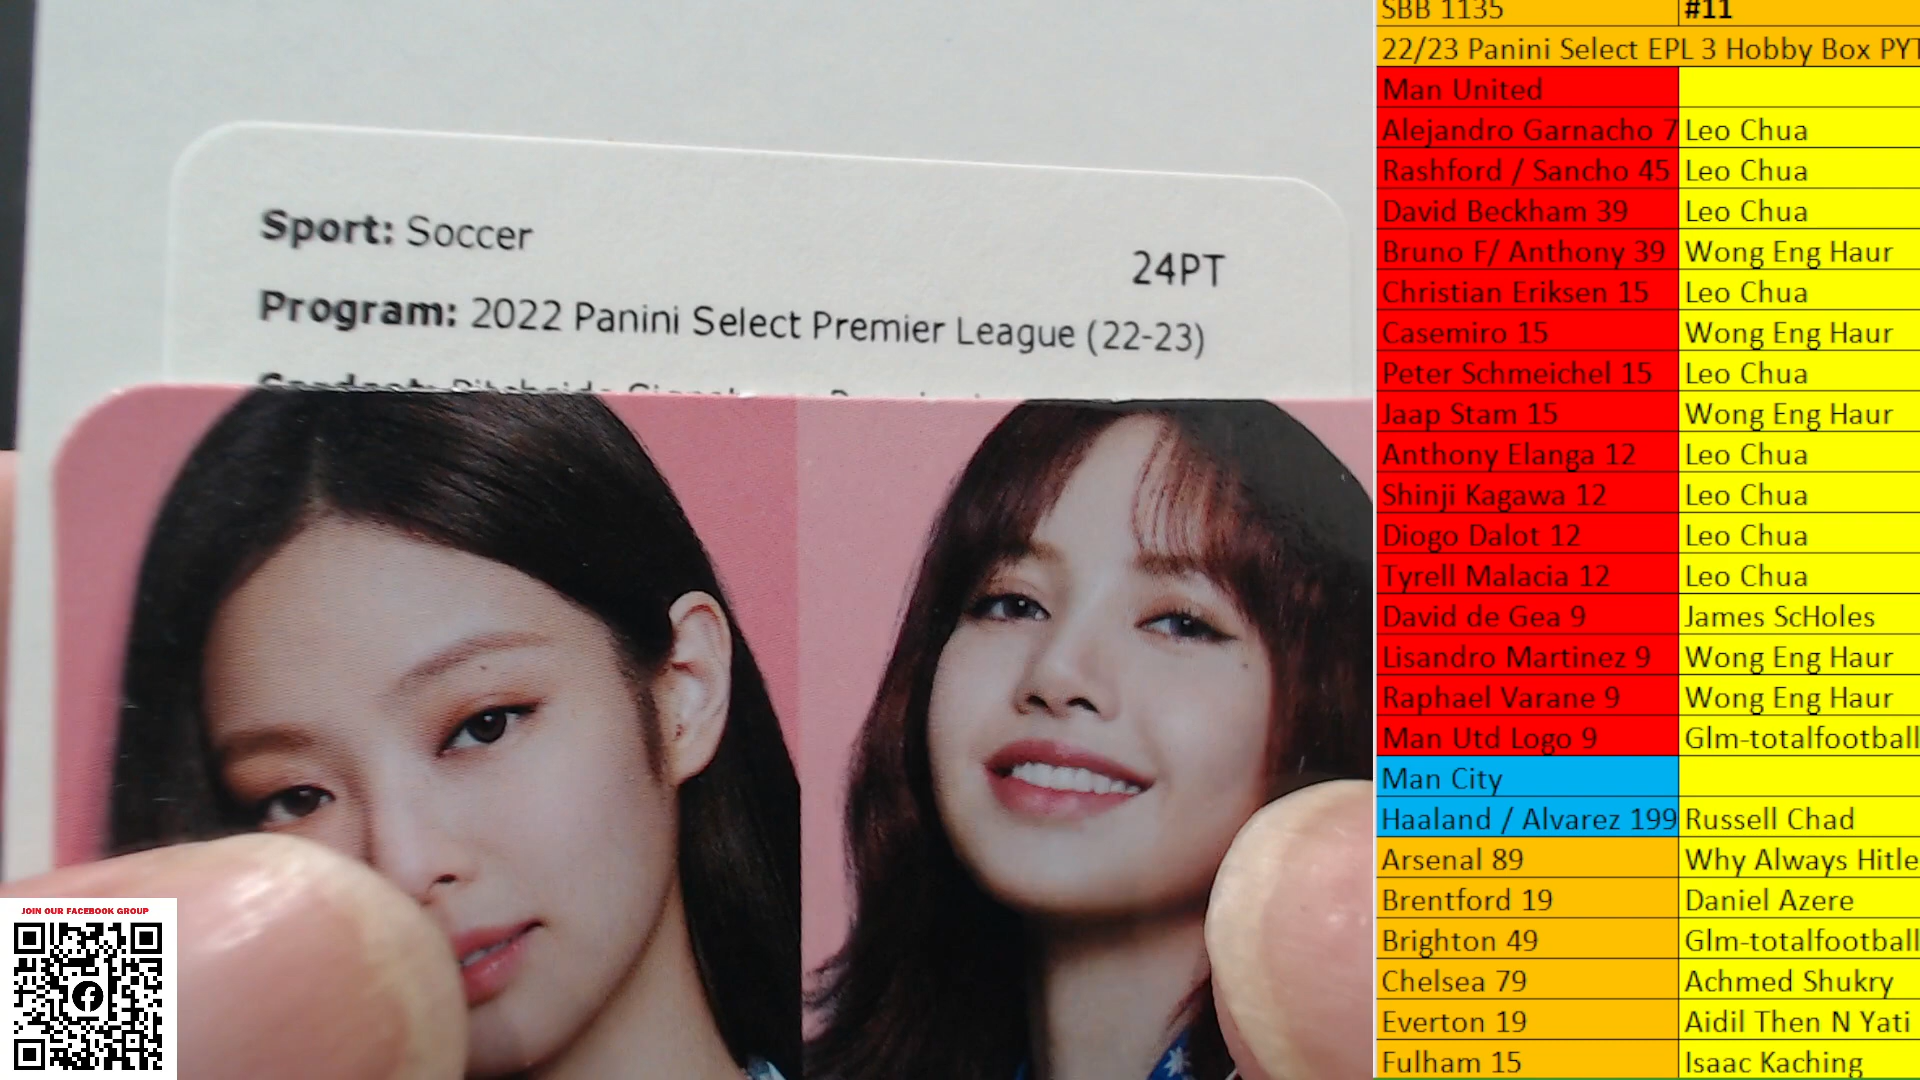 Sport: Soccer
24PT
Program: 2022 Panini Select Premier League (22-23)
JOIN OUR FACEBOOK GROUP
SBB 1135 #11
22/23 Panini Select EPL 3 Hobby Box PYT
Man United
Alejandro Garnacho 7 Leo Chua
Rashford / Sancho 45 Leo Chua
David Beckham 39 Leo Chua
Bruno F/ Anthony 39 Wong Eng Haur
Christian Eriksen 15 Leo Chua
Casemiro 15 Wong Eng Haur
Peter Schmeichel 15 Leo Chua
Jaap Stam 15 Wong Eng Haur
Anthony Elanga 12 Leo Chua
Shinji Kagawa 12 Leo Chua
Diogo Dalot 12 Leo Chua
Tyrell Malacia 12 Leo Chua
David de Gea 9 James ScHoles
Lisandro Martinez 9 Wong Eng Haur
Raphael Varane 9 Wong Eng Haur
Man Utd Logo 9 Glm-totalfootball
Man City
Haaland / Alvarez 199 Russell Chad
Arsenal 89 Why Always Hitle
Brentford 19 Daniel Azere
Brighton 49 Glm-totalfootball
Chelsea 79 Achmed Shukry
Everton 19 Aidil Then N Yati
Fulham 15 Isaac Kaching